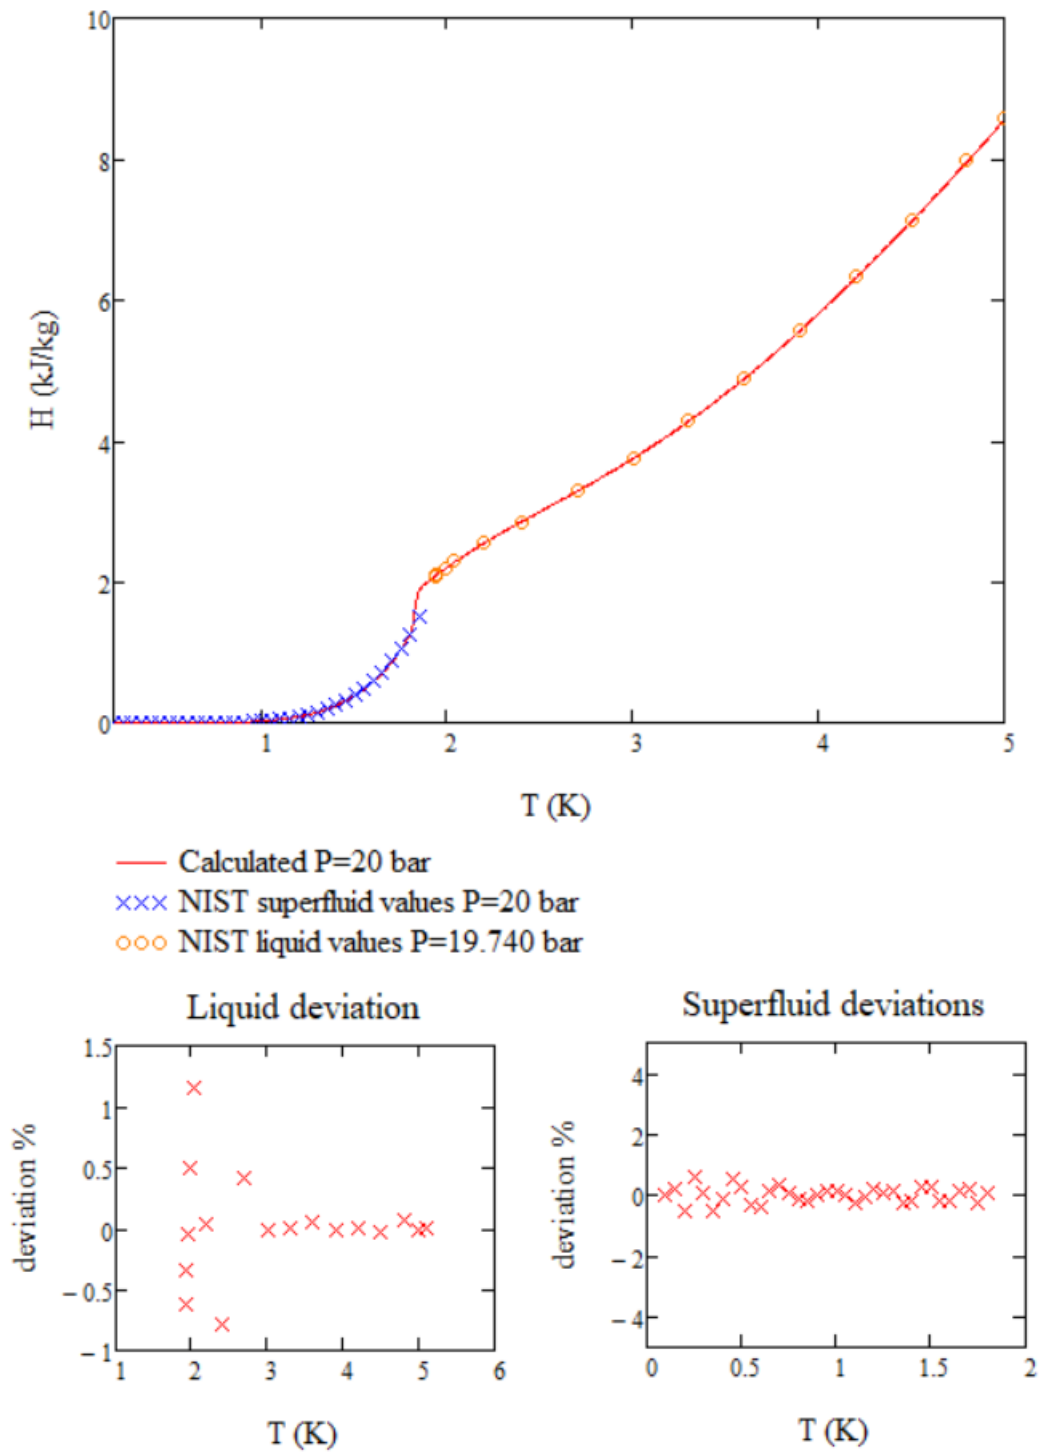 10
8
6
4
2
0
H (kJ/kg)
1 2 3 4 5
T (K)
Calculated P=20 bar
NIST superfluid values P=20 bar
NIST liquid values P=19.740 bar
Liquid deviation
1.5
1
0.5
0
− 0.5
− 1
deviation %
1 2 3 4 5 6
T (K)
Superfluid deviations
4
2
0
− 2
− 4
deviation %
0 0.5 1 1.5 2
T (K)